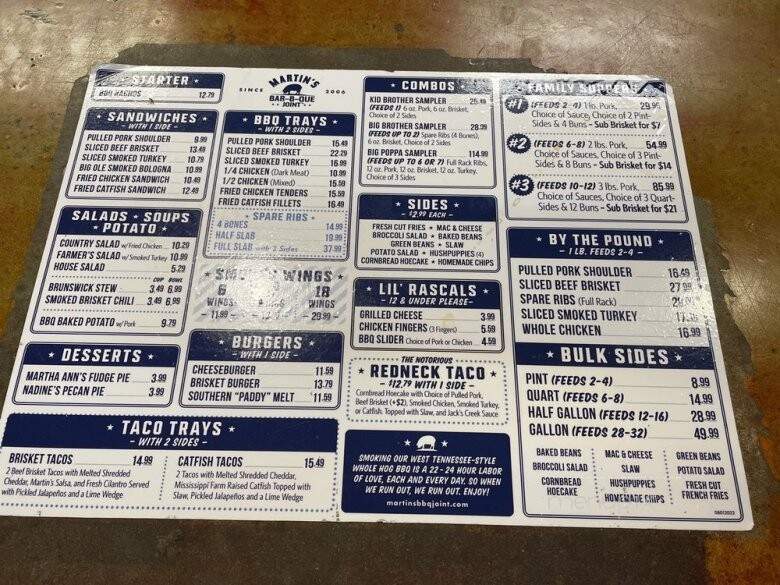 STARTER
BBQ NACHOS 12.79
SINCE MARTIN'S 2006
BAR-B-QUE
JOINT
SANDWICHES
- WITH 1 SIDE -
PULLED PORK SHOULDER 9.99
SLICED BEEF BRISKET 13.49
SLICED SMOKED TURKEY 10.79
BIG OLE SMOKED BOLOGNA 10.99
FRIED CHICKEN SANDWICH 10.49
FRIED CATFISH SANDWICH 12.49
SALADS • SOUPS
• POTATO •
COUNTRY SALAD w/Fried Chicken 10.29
FARMER'S SALAD w/Smoked Turkey 10.99
HOUSE SALAD 5.29
CUP BOWL
BRUNSWICK STEW 3.49 6.99
SMOKED BRISKET CHILI 3.49 6.99
BBQ BAKED POTATO w/Pork 9.79
DESSERTS
MARTHA ANN'S FUDGE PIE 3.99
NADINE'S PECAN PIE 3.99
BBQ TRAYS
- WITH 2 SIDES -
PULLED PORK SHOULDER 15.49
SLICED BEEF BRISKET 22.29
SLICED SMOKED TURKEY 16.99
1/4 CHICKEN (Dark Meat) 10.99
1/2 CHICKEN (Mixed) 15.59
FRIED CHICKEN TENDERS 15.59
FRIED CATFISH FILLETS 16.49
• SPARE RIBS •
4 BONES 14.99
HALF SLAB 19.99
FULL SLAB with 2 Sides 37.99
WINGS
6 18
WINGS WINGS
- 11.99 - - 29.99 -
BURGERS
- WITH 1 SIDE -
CHEESEBURGER 11.59
BRISKET BURGER 13.79
SOUTHERN "PADDY" MELT 11.59
TACO TRAYS
- WITH 2 SIDES -
BRISKET TACOS 14.99
2 Beef Brisket Tacos with Melted Shredded
Cheddar, Martin's Salsa, and Fresh Cilantro Served
with Pickled Jalapeños and a Lime Wedge
CATFISH TACOS 15.49
2 Tacos with Melted Shredded Cheddar,
Mississippi Farm Raised Catfish Topped with
Slaw, Pickled Jalapeños and a Lime Wedge
COMBOS
KID BROTHER SAMPLER 25.49
(FEEDS 1) 6 oz. Pork, 6 oz. Brisket,
Choice of 2 Sides
BIG BROTHER SAMPLER 28.99
(FEEDS UP TO 2) Spare Ribs (4 Bones),
6 oz. Brisket, Choice of 2 Sides
BIG POPPA SAMPLER 114.99
(FEEDS UP TO 6 OR 7) Full Rack Ribs,
12 oz. Pork, 12 oz. Brisket, 12 oz. Turkey,
Choice of 3 Sides
SIDES
- $2.99 EACH -
FRESH CUT FRIES • MAC & CHEESE
BROCCOLI SALAD • BAKED BEANS
GREEN BEANS • SLAW
POTATO SALAD • HUSHPUPPIES (4)
CORNBREAD HOECAKE • HOMEMADE CHIPS
LIL' RASCALS
- 12 & UNDER PLEASE -
GRILLED CHEESE 3.99
CHICKEN FINGERS (3 Fingers) 5.59
BBQ SLIDER Choice of Pork or Chicken 4.59
THE NOTORIOUS
REDNECK TACO
- $12.79 WITH 1 SIDE -
Cornbread Hoecake with Choice of Pulled Pork,
Beef Brisket (+$2), Smoked Chicken, Smoked Turkey,
or Catfish. Topped with Slaw, and Jack's Creek Sauce
SMOKING OUR WEST TENNESSEE-STYLE
WHOLE HOG BBQ IS A 22 - 24 HOUR LABOR
OF LOVE, EACH AND EVERY DAY. SO WHEN
WE RUN OUT, WE RUN OUT. ENJOY!
martinsbbqjoint.com
FAMILY SUPPERS
#1 (FEEDS 2-4) 1 lb. Pork, 29.99
Choice of Sauce, Choice of 2 Pint-
Sides & 4 Buns – Sub Brisket for $7
#2 (FEEDS 6-8) 2 lbs. Pork, 54.99
Choice of Sauces, Choice of 3 Pint-
Sides & 8 Buns – Sub Brisket for $14
#3 (FEEDS 10-12) 3 lbs. Pork, 85.99
Choice of Sauces, Choice of 3 Quart-
Sides & 12 Buns – Sub Brisket for $21
BY THE POUND
- 1 LB. FEEDS 2-4 -
PULLED PORK SHOULDER 16.49
SLICED BEEF BRISKET 27.99
SPARE RIBS (Full Rack)
SLICED SMOKED TURKEY
WHOLE CHICKEN 16.99
BULK SIDES
PINT (FEEDS 2-4) 8.99
QUART (FEEDS 6-8) 14.99
HALF GALLON (FEEDS 12-16) 28.99
GALLON (FEEDS 28-32) 49.99
BAKED BEANS MAC & CHEESE GREEN BEANS
BROCCOLI SALAD SLAW POTATO SALAD
CORNBREAD HOECAKE HUSHPUPPIES FRESH CUT FRENCH FRIES
HOMEMADE CHIPS